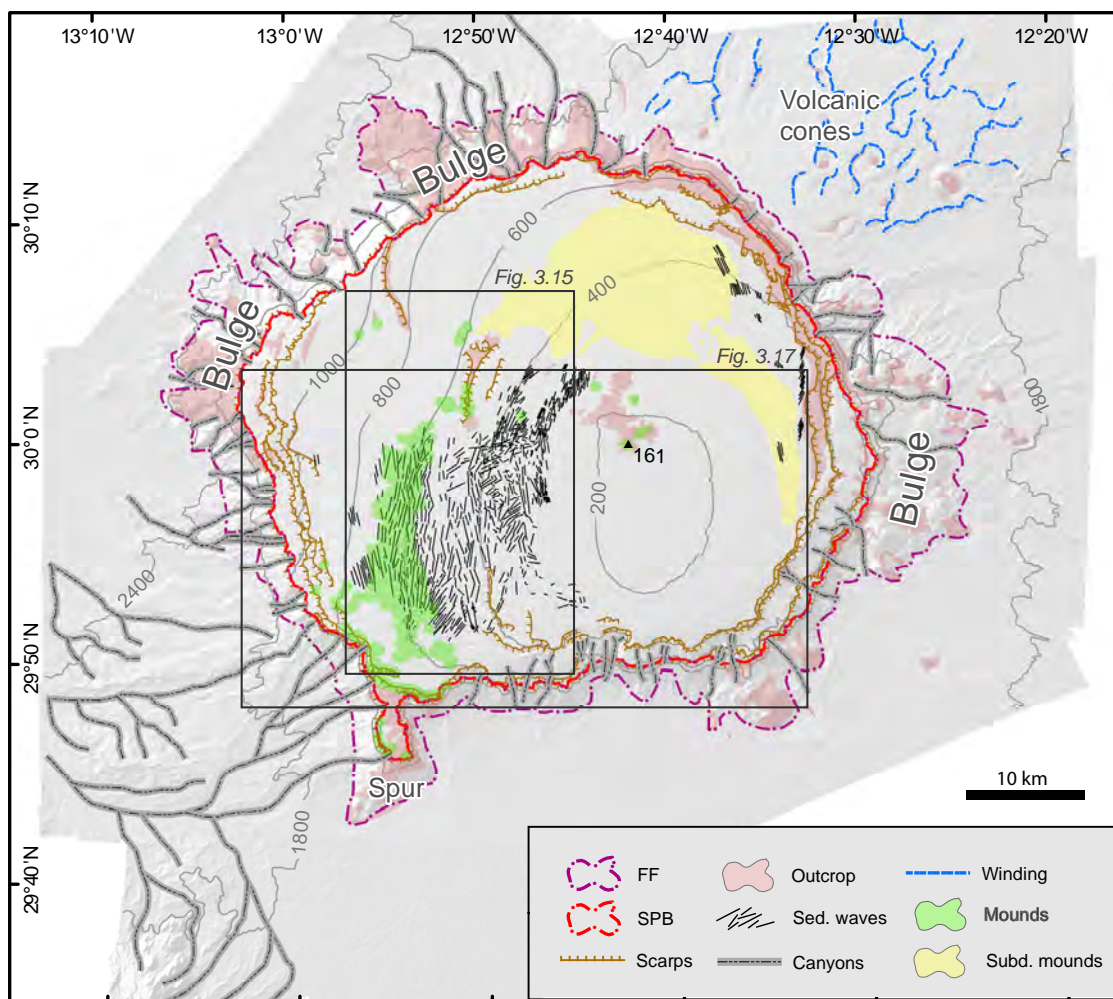 13°10'W 13°0'W 12°50'W 12°40'W 12°30'W 12°20'W
Volcanic
cones
Bulge
30°10'N
600
Fig. 3.15
400
Bulge
1000
Fig. 3.17
1800
800
30°0'N
161
200
Bulge
2400
29°50'N
Spur
10 km
1800
29°40'N
FF
Outcrop
Winding
SPB
Sed. waves
Mounds
Scarps
Canyons
Subd. mounds